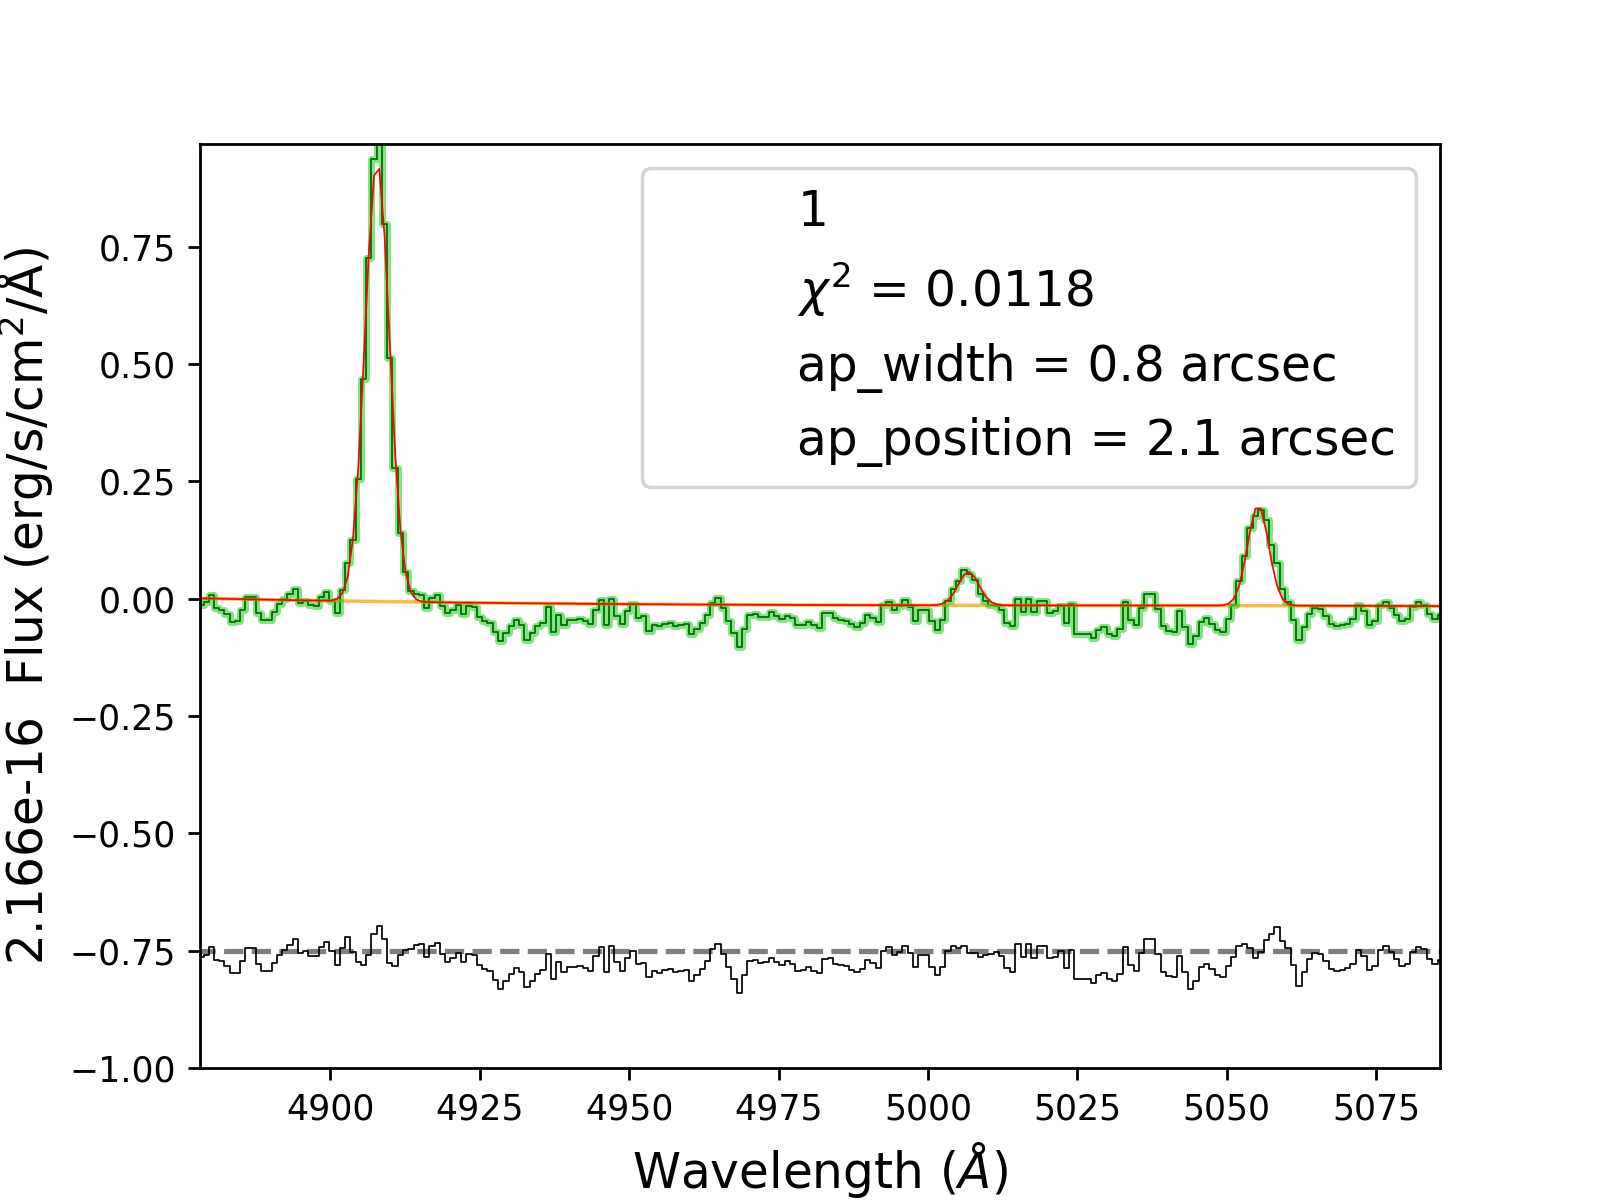 1
χ² = 0.0118
ap_width = 0.8 arcsec
ap_position = 2.1 arcsec
2.166e-16 Flux (erg/s/cm²/Å)
0.75
0.50
0.25
0.00
−0.25
−0.50
−0.75
−1.00
4900 4925 4950 4975 5000 5025 5050 5075
Wavelength (Å)